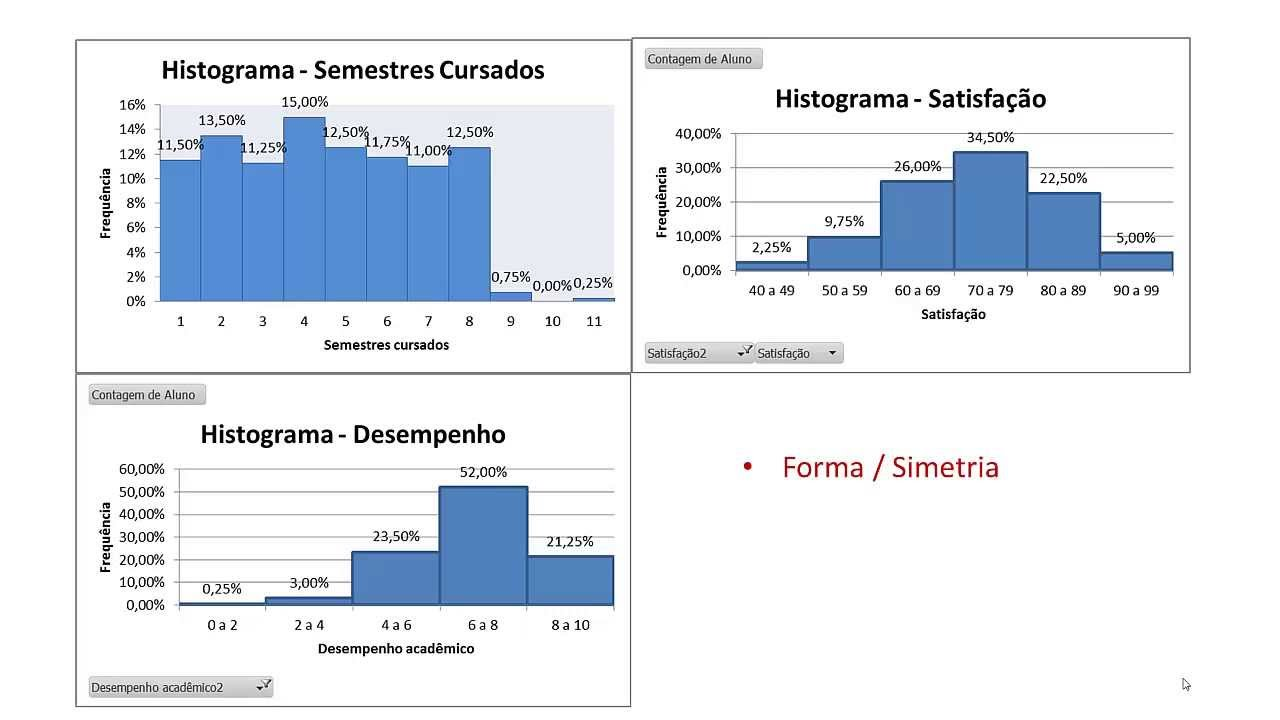 Histograma - Semestres Cursados
16%
14%
12%
10%
8%
6%
4%
2%
0%
Frequência
11,50%
13,50%
11,25%
15,00%
12,50%
11,75%
11,00%
12,50%
0,75%
0,00%
0,25%
1 2 3 4 5 6 7 8 9 10 11
Semestres cursados
Contagem de Aluno
Histograma - Satisfação
40,00%
30,00%
20,00%
10,00%
0,00%
Frequência
2,25%
9,75%
26,00%
34,50%
22,50%
5,00%
40 a 49 50 a 59 60 a 69 70 a 79 80 a 89 90 a 99
Satisfação
Satisfação2 Satisfação
Contagem de Aluno
Histograma - Desempenho
60,00%
50,00%
40,00%
30,00%
20,00%
10,00%
0,00%
Frequência
0,25%
3,00%
23,50%
52,00%
21,25%
0 a 2 2 a 4 4 a 6 6 a 8 8 a 10
Desempenho acadêmico
Desempenho acadêmico2
• Forma / Simetria